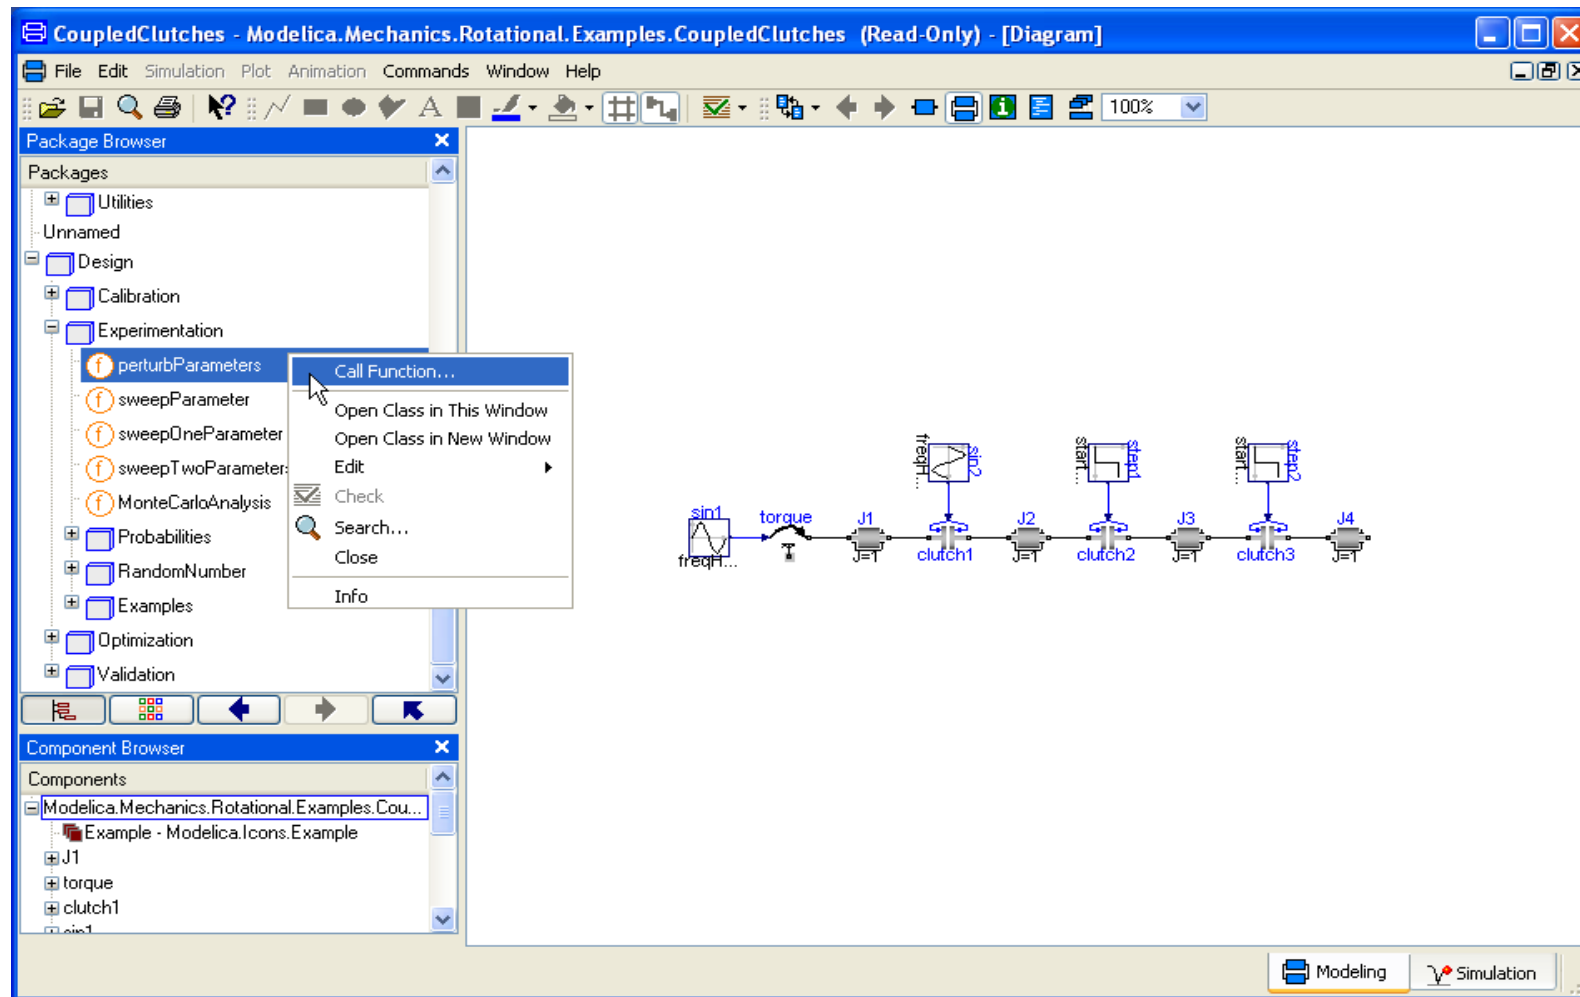 CoupledClutches - Modelica.Mechanics.Rotational.Examples.CoupledClutches (Read-Only) - [Diagram]
File Edit Simulation Plot Animation Commands Window Help
100%
Package Browser
Packages
Utilities
Unnamed
Design
Calibration
Experimentation
perturbParameters
sweepParameter
sweepOneParameter
sweepTwoParameter
MonteCarloAnalysis
Probabilities
RandomNumber
Examples
Optimization
Validation
Call Function...
Open Class in This Window
Open Class in New Window
Edit
Check
Search...
Close
Info
Component Browser
Components
Modelica.Mechanics.Rotational.Examples.Cou...
Example - Modelica.Icons.Example
J1
torque
clutch1
sin1
freqH...
sin2
start...
step1
start...
step2
sin1
torque
J1
J2
J3
J4
freqH...
J=1
clutch1
J=1
clutch2
J=1
clutch3
J=1
Modeling
Simulation